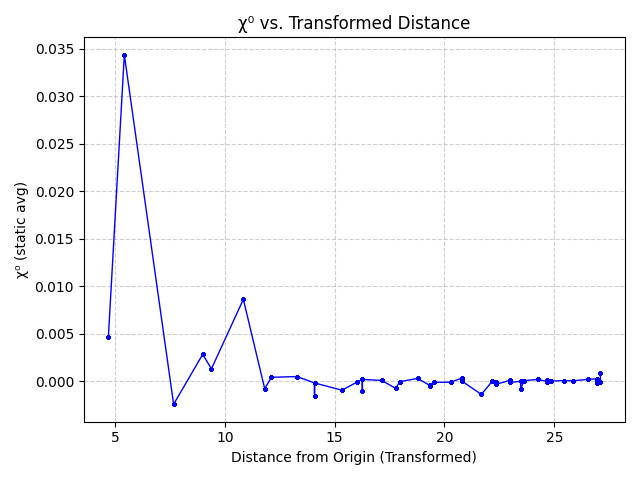 χ⁰ vs. Transformed Distance
0.035
0.030
0.025
0.020
0.015
0.010
0.005
0.000
χ⁰ (static avg)
5 10 15 20 25
Distance from Origin (Transformed)